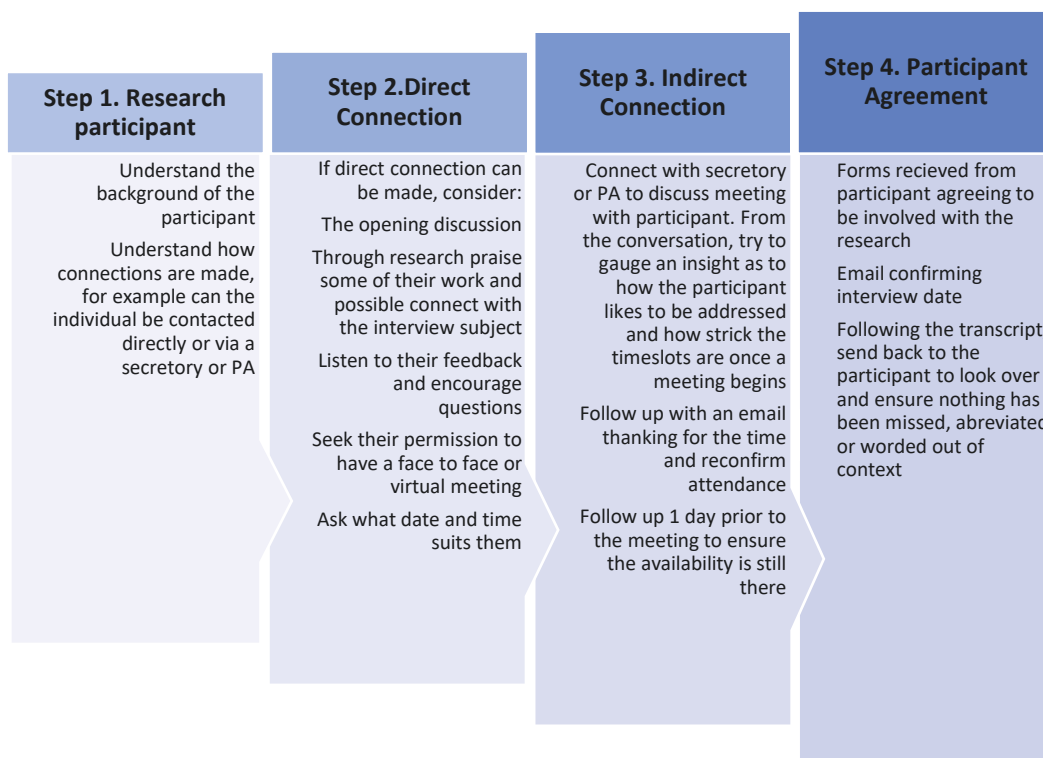 Step 1. Research
participant
Understand the
background of the
participant
Understand how
connections are made,
for example can the
individual be contacted
directly or via a
secretory or PA
Step 2.Direct
Connection
If direct connection can
be made, consider:
The opening discussion
Through research praise
some of their work and
possible connect with
the interview subject
Listen to their feedback
and encourage
questions
Seek their permission to
have a face to face or
virtual meeting
Ask what date and time
suits them
Step 3. Indirect
Connection
Connect with secretory
or PA to discuss meeting
with participant. From
the conversation, try to
gauge an insight as to
how the participant
likes to be addressed
and how strick the
timeslots are once a
meeting begins
Follow up with an email
thanking for the time
and reconfirm
attendance
Follow up 1 day prior to
the meeting to ensure
the availability is still
there
Step 4. Participant
Agreement
Forms recieved from
participant agreeing to
be involved with the
research
Email confirming
interview date
Following the transcript
send back to the
participant to look over
and ensure nothing has
been missed, abreviated
or worded out of
context